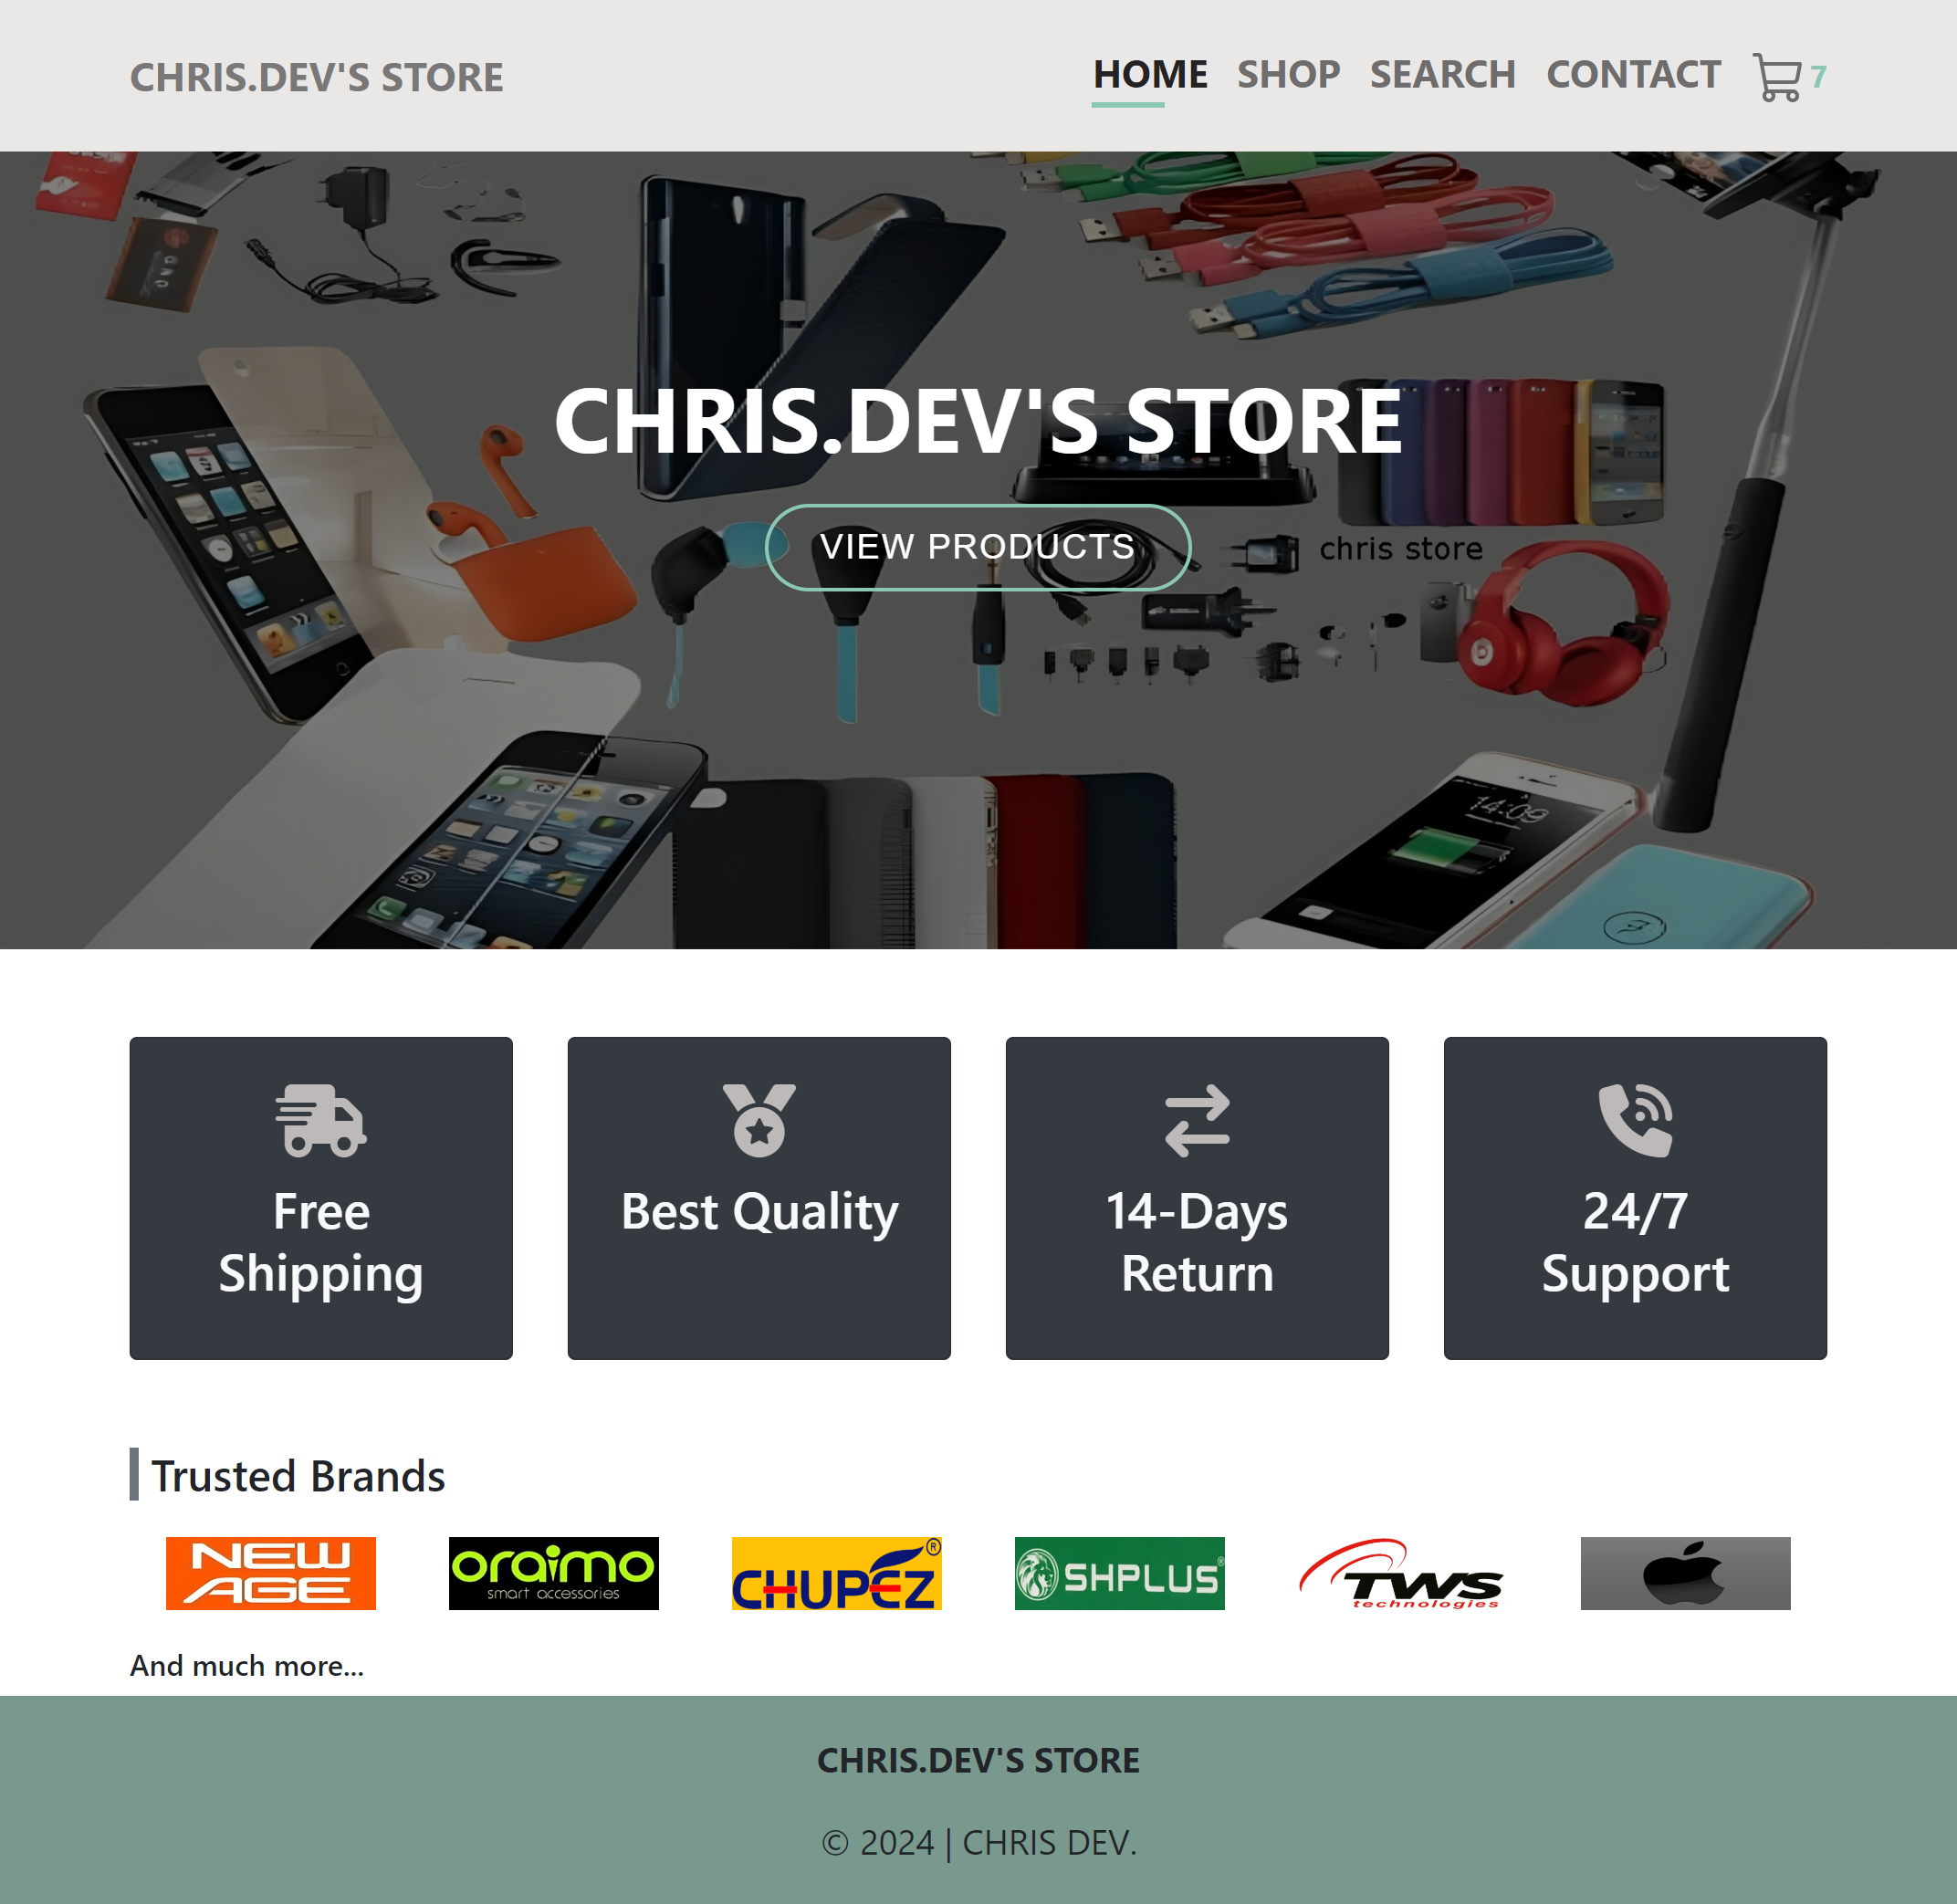 CHRIS.DEV'S STORE
HOME SHOP SEARCH CONTACT 7
CHRIS.DEV'S STORE
VIEW PRODUCTS
chris store
14:09
Free
Shipping
Best Quality
14-Days
Return
24/7
Support
Trusted Brands
NEW
AGE
oraimo
smart accessories
CHUPEZ ®
SHPLUS ®
TWS
technologies
And much more...
CHRIS.DEV'S STORE
© 2024 | CHRIS DEV.